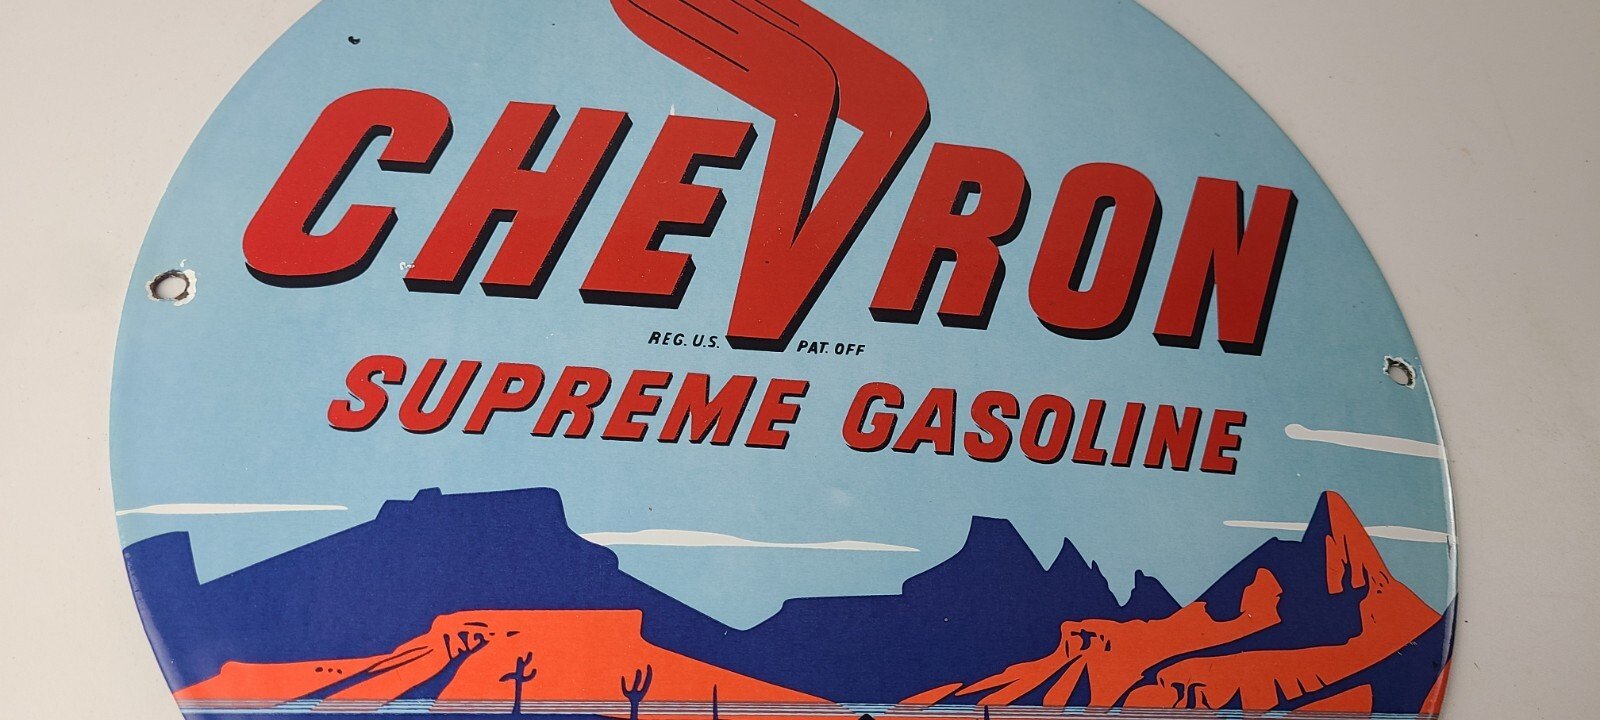 CHEVRON
REG. U.S. PAT. OFF
SUPREME GASOLINE